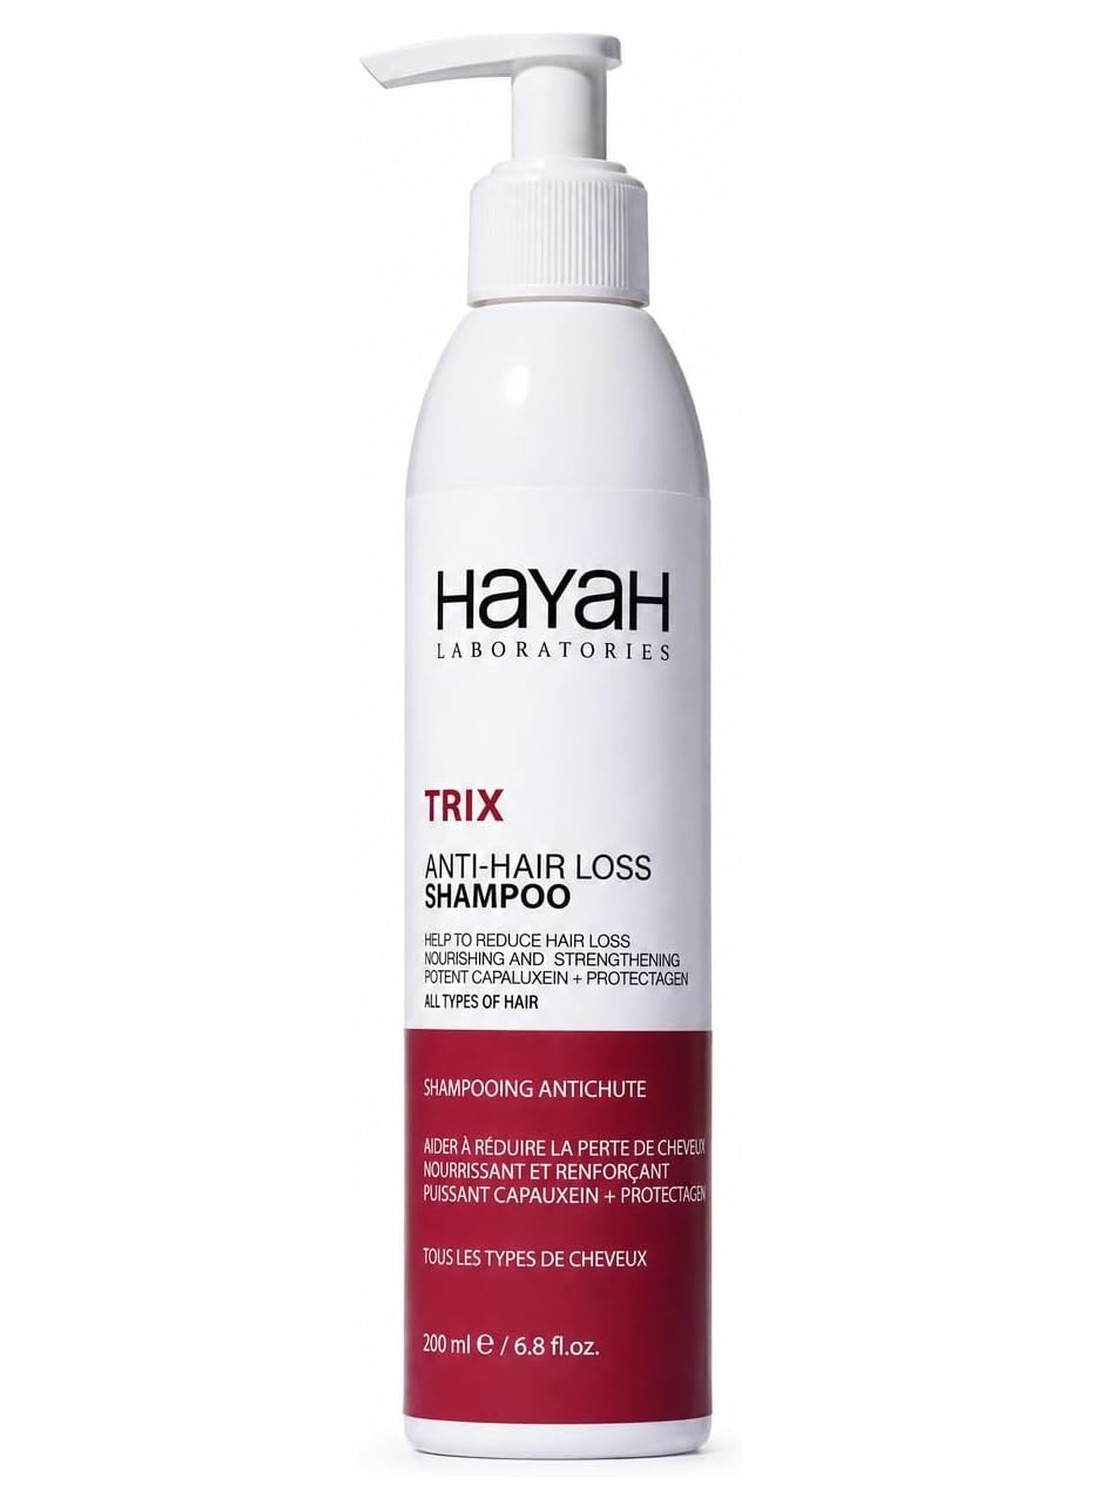 HaYaH
LABORATORIES
TRIX
ANTI-HAIR LOSS
SHAMPOO
HELP TO REDUCE HAIR LOSS
NOURISHING AND STRENGTHENING
POTENT CAPALUXEIN + PROTECTAGEN
ALL TYPES OF HAIR
SHAMPOOING ANTICHUTE
AIDER À RÉDUIRE LA PERTE DE CHEVEUX
NOURRISSANT ET RENFORÇANT
PUISSANT CAPAUXEIN + PROTECTAGEN
TOUS LES TYPES DE CHEVEUX
200 ml ℮ / 6.8 fl.oz.